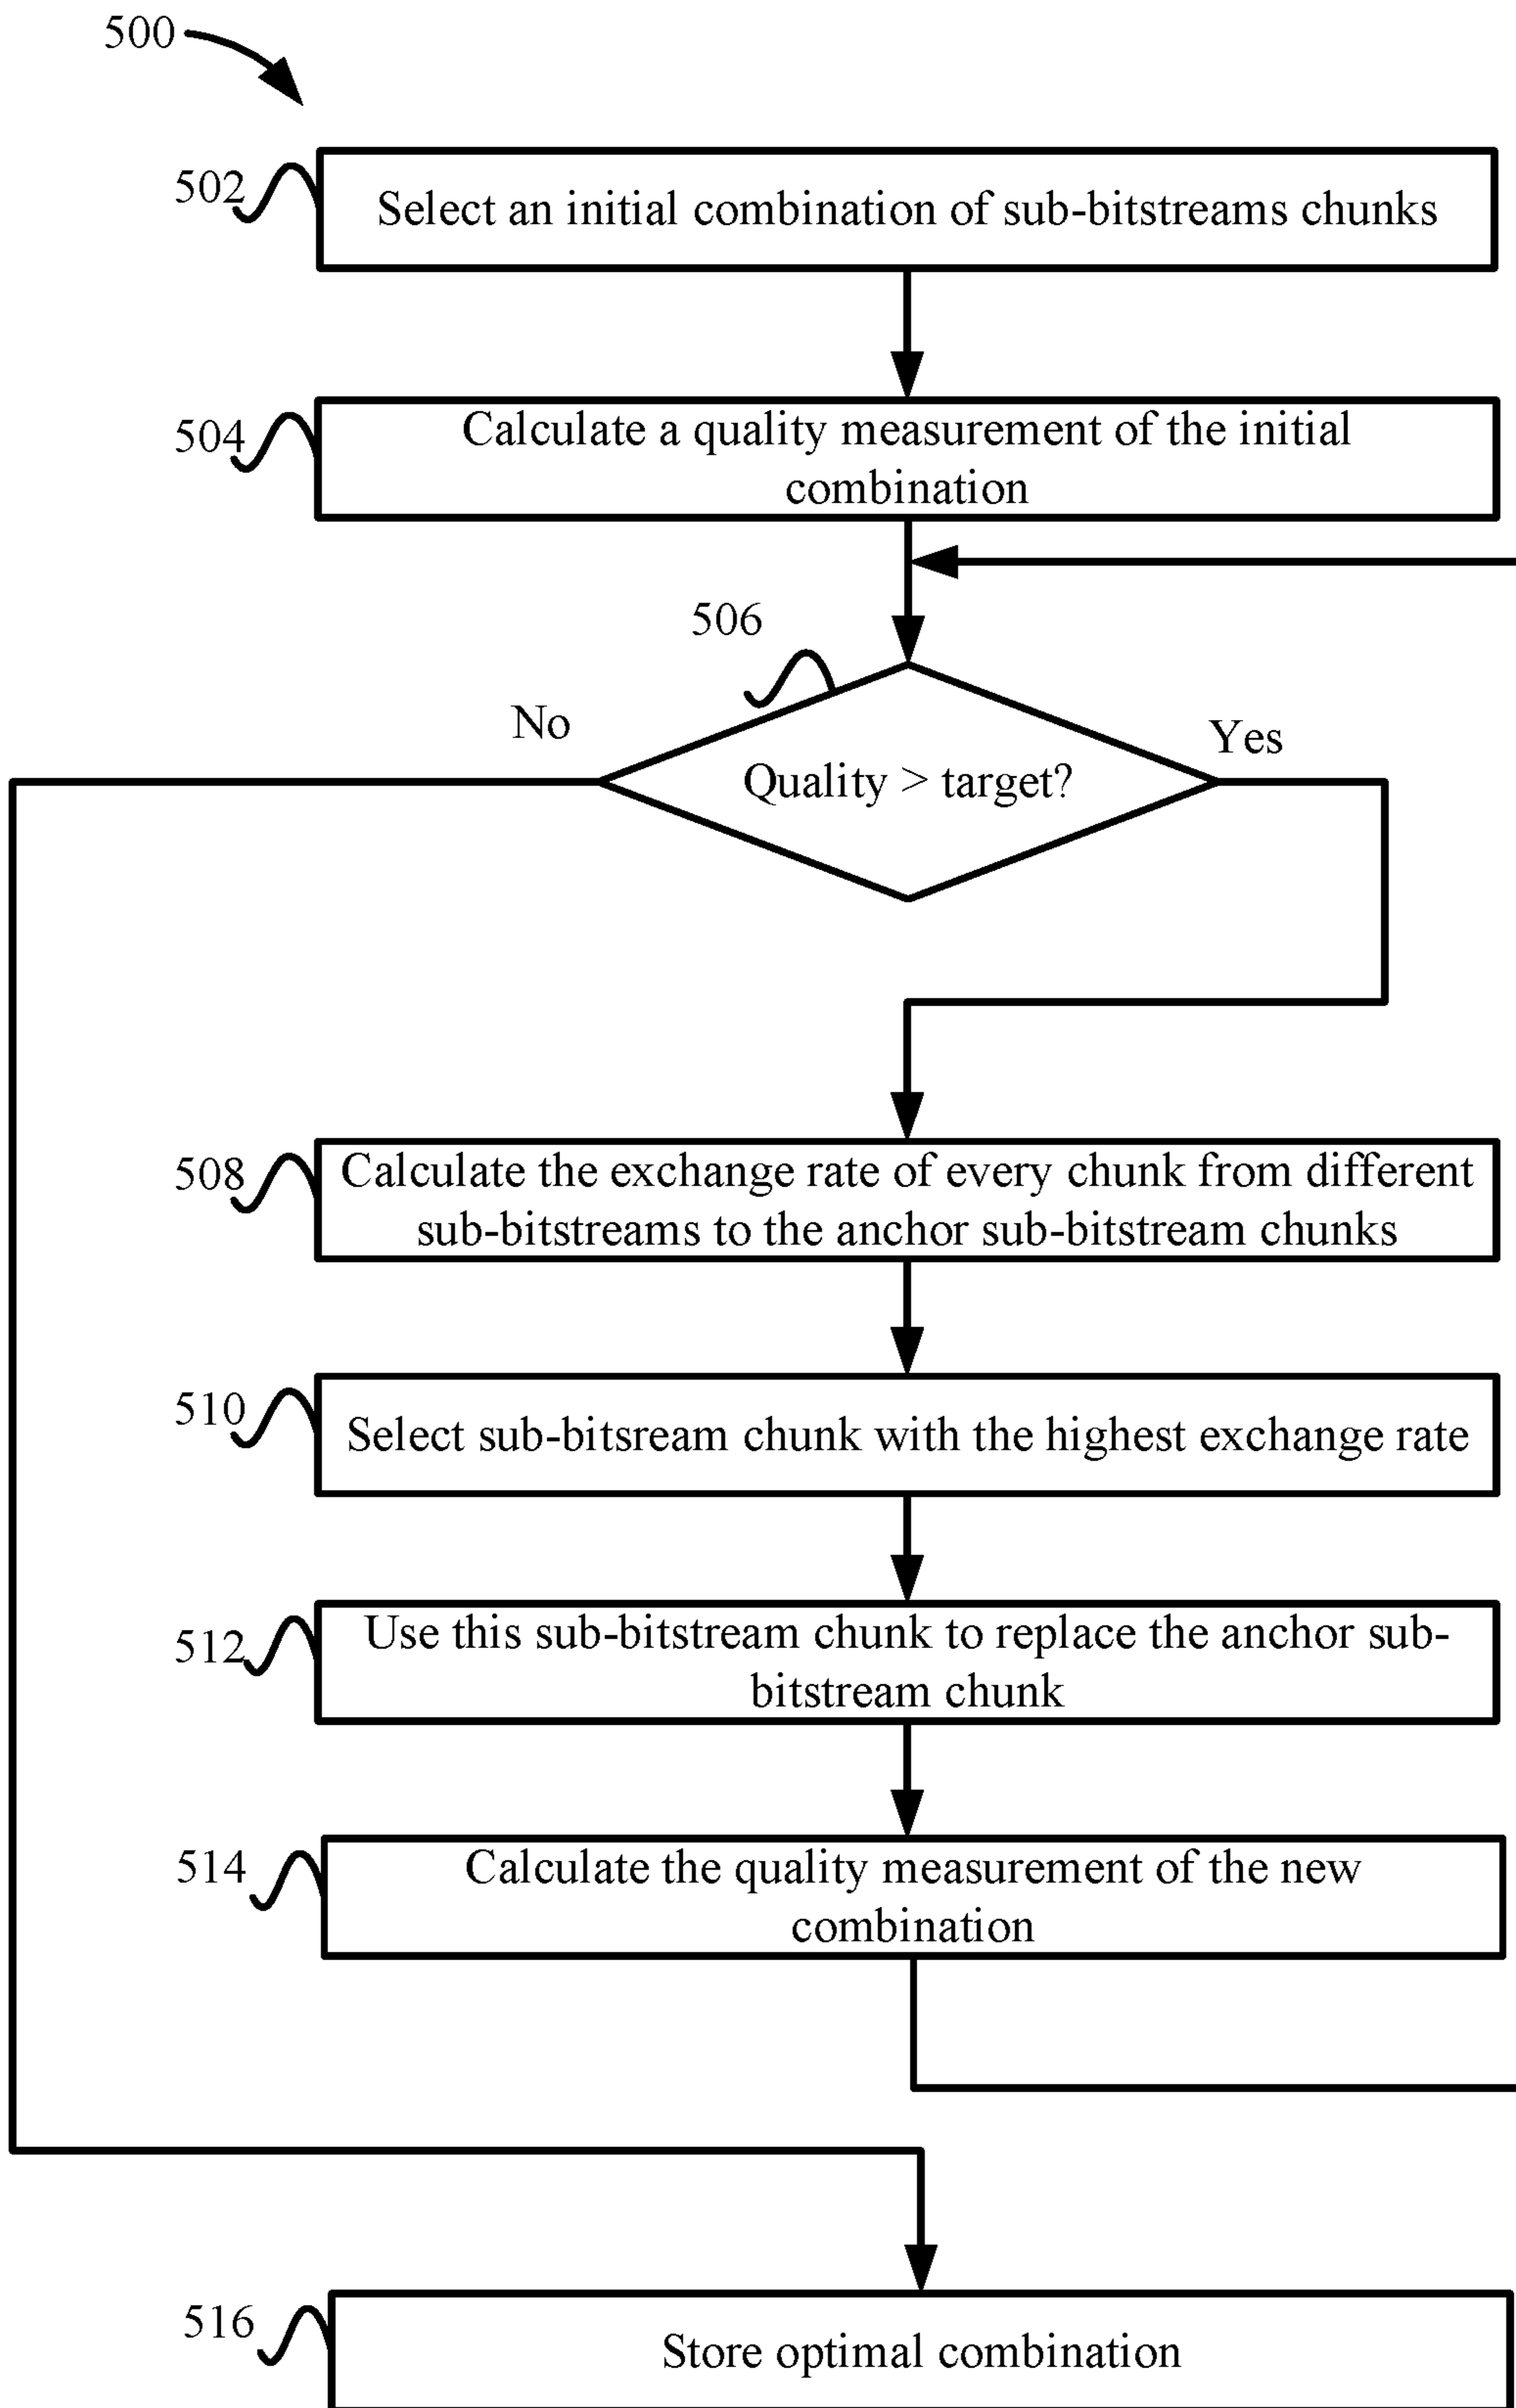 500
502
Select an initial combination of sub-bitstreams chunks
504
Calculate a quality measurement of the initial
combination
506
No
Yes
Quality > target?
508
Calculate the exchange rate of every chunk from different
sub-bitstreams to the anchor sub-bitstream chunks
510
Select sub-bitsream chunk with the highest exchange rate
512
Use this sub-bitstream chunk to replace the anchor sub-
bitstream chunk
514
Calculate the quality measurement of the new
combination
516
Store optimal combination